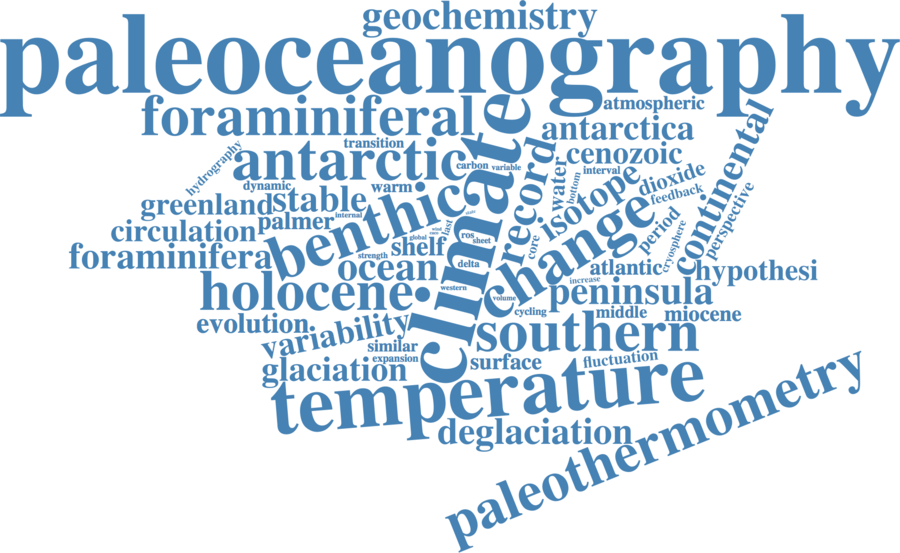 geochemistry
paleoceanography
foraminiferal
atmospheric
antarctica
transition
antarctic
carbon
variable
cenozoic
hydrography
climate
record
water
bottom
interval
isotope
dioxide
feedback
continental
dynamic
warm
greenland
stable
benthic
change
perspective
circulation
palmer
internal
period
cryosphere
foraminifera
shelf
global
last
ros
sheet
core
strength
ocean
delta
atlantic
hypothesi
holocene
western
volume
increase
peninsula
evolution
variability
cycling
middle
miocene
southern
similar
expansion
glaciation
surface
fluctuation
temperature
deglaciation
paleothermometry